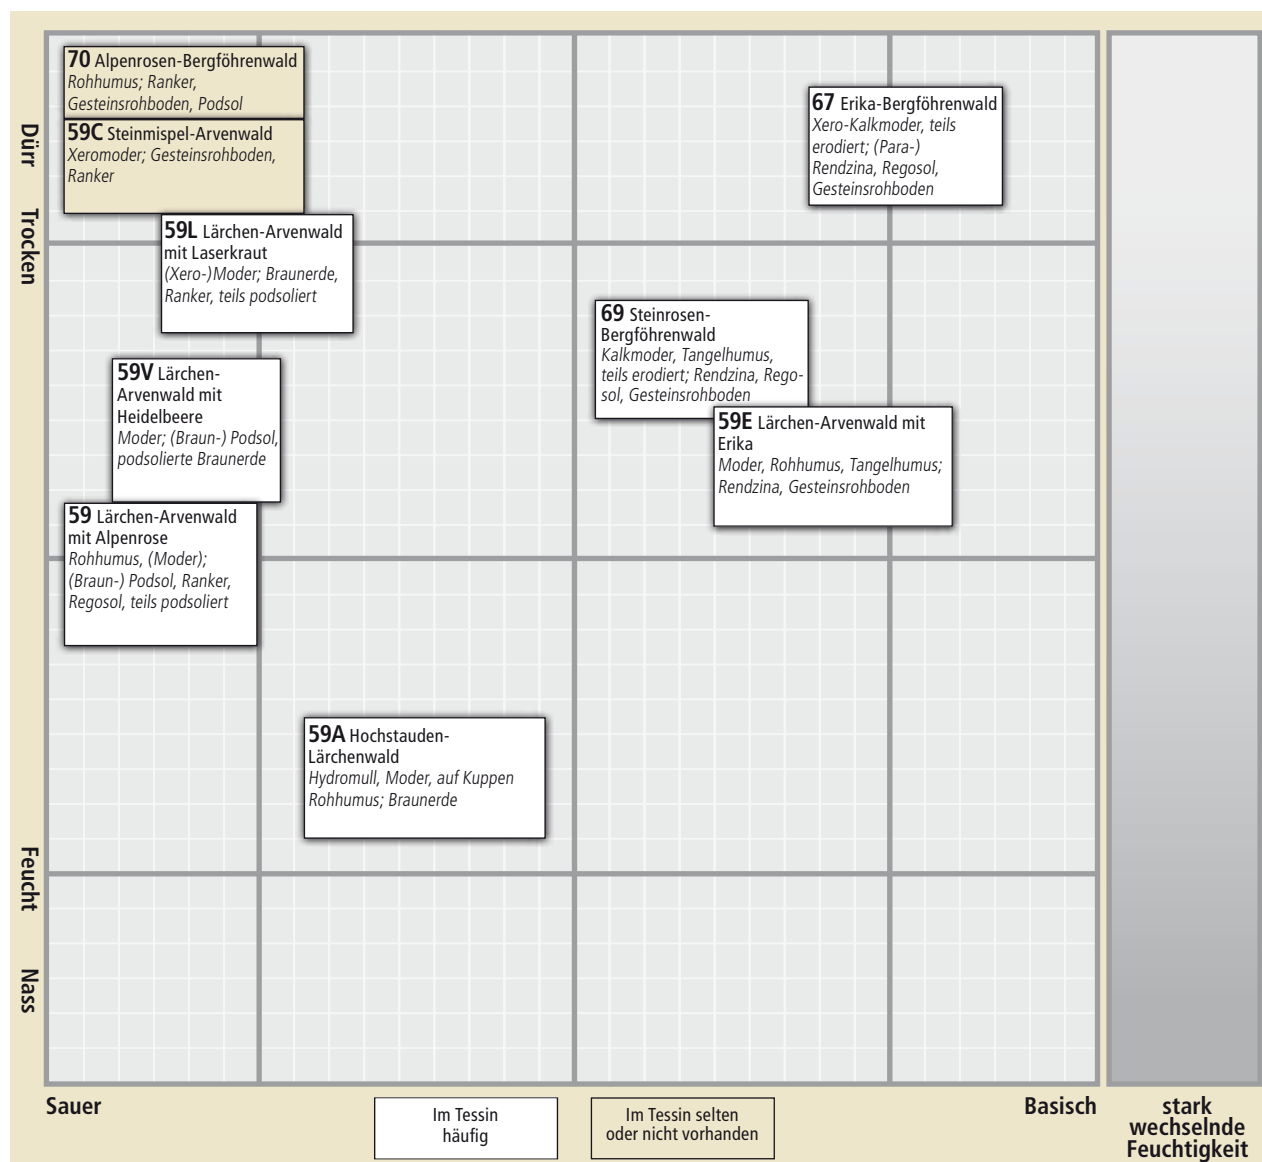 70 Alpenrosen-Bergföhrenwald
Rohhumus; Ranker,
Gesteinsrohboden, Podsol
59C Steinmispel-Arvenwald
Xeromoder; Gesteinsrohboden,
Ranker
67 Erika-Bergföhrenwald
Xero-Kalkmoder, teils
erodiert; (Para-)
Rendzina, Regosol,
Gesteinsrohboden
59L Lärchen-Arvenwald
mit Laserkraut
(Xero-)Moder; Braunerde,
Ranker, teils podsoliert
69 Steinrosen-
Bergföhrenwald
Kalkmoder, Tangelhumus,
teils erodiert; Rendzina, Rego-
sol, Gesteinsrohboden
59V Lärchen-
Arvenwald mit
Heidelbeere
Moder; (Braun-) Podsol,
podsolierte Braunerde
59E Lärchen-Arvenwald mit
Erika
Moder, Rohhumus, Tangelhumus;
Rendzina, Gesteinsrohboden
59 Lärchen-Arvenwald
mit Alpenrose
Rohhumus, (Moder);
(Braun-) Podsol, Ranker,
Regosol, teils podsoliert
59A Hochstauden-
Lärchenwald
Hydromull, Moder, auf Kuppen
Rohhumus; Braunerde
Dürr
Trocken
Feucht
Nass
Sauer
Basisch
Im Tessin
häufig
Im Tessin selten
oder nicht vorhanden
stark
wechselnde
Feuchtigkeit